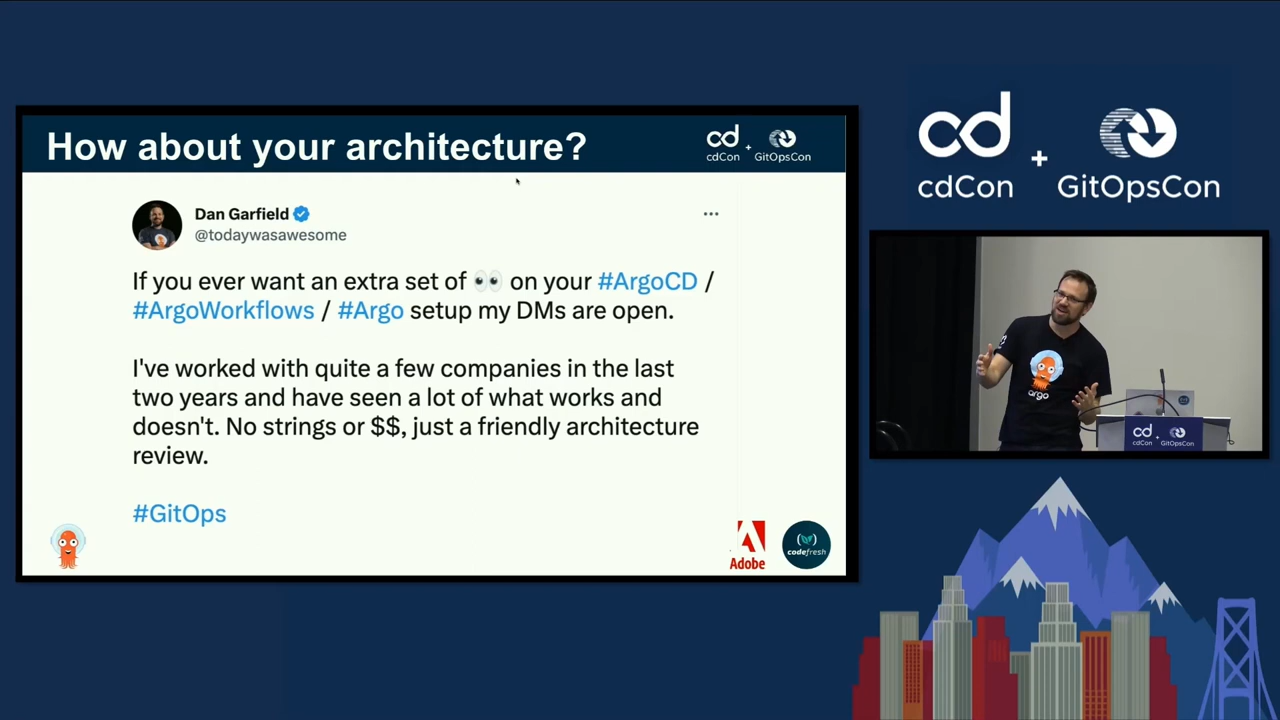 How about your architecture?
cd
cdCon
+
GitOpsCon
Dan Garfield
@todaywasawesome
If you ever want an extra set of 👀 on your #ArgoCD /
#ArgoWorkflows / #Argo setup my DMs are open.
I've worked with quite a few companies in the last
two years and have seen a lot of what works and
doesn't. No strings or $$, just a friendly architecture
review.
#GitOps
Adobe
codefresh
cd
cdCon
+
GitOpsCon
argo
cd
cdCon
+
GitOpsCon